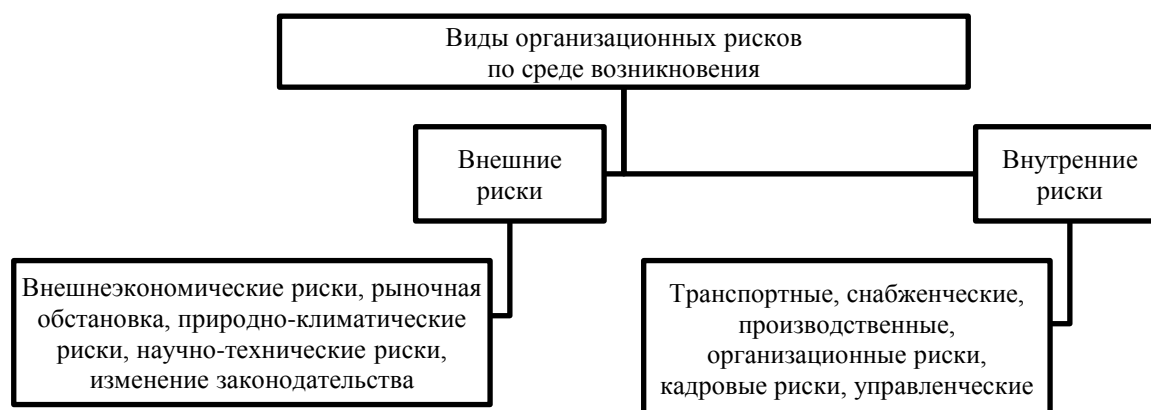 Виды организационных рисков
по среде возникновения
Внешние
риски
Внутренние
риски
Внешнеэкономические риски, рыночная
обстановка, природно-климатические
риски, научно-технические риски,
изменение законодательства
Транспортные, снабженческие,
производственные,
организационные риски,
кадровые риски, управленческие